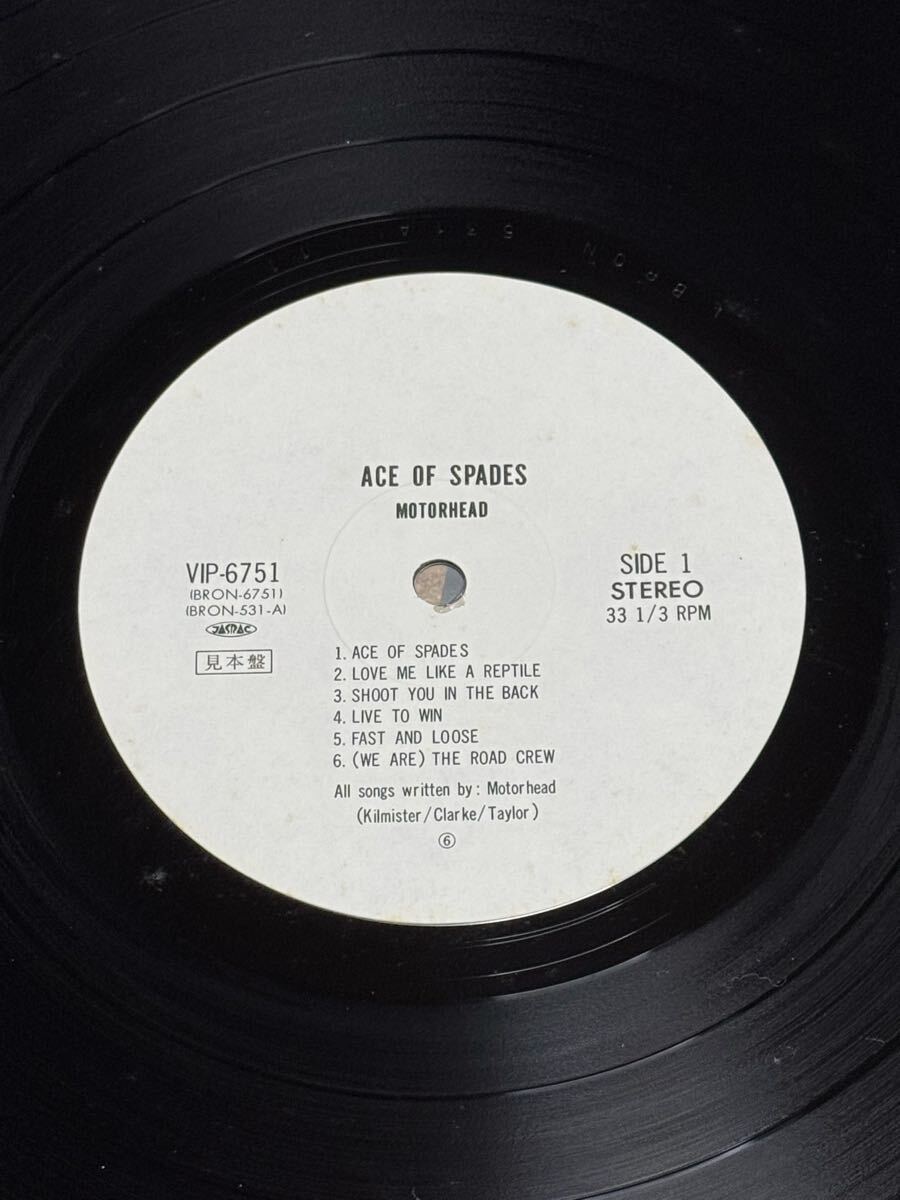 BRON 531A
ACE OF SPADES
MOTORHEAD
VIP-6751
(BRON-6751)
(BRON-531-A)
JASRAC
見本盤
SIDE 1
STEREO
33 1/3 RPM
1. ACE OF SPADES
2. LOVE ME LIKE A REPTILE
3. SHOOT YOU IN THE BACK
4. LIVE TO WIN
5. FAST AND LOOSE
6. (WE ARE) THE ROAD CREW
All songs written by: Motorhead
(Kilmister/Clarke/Taylor)
⑥